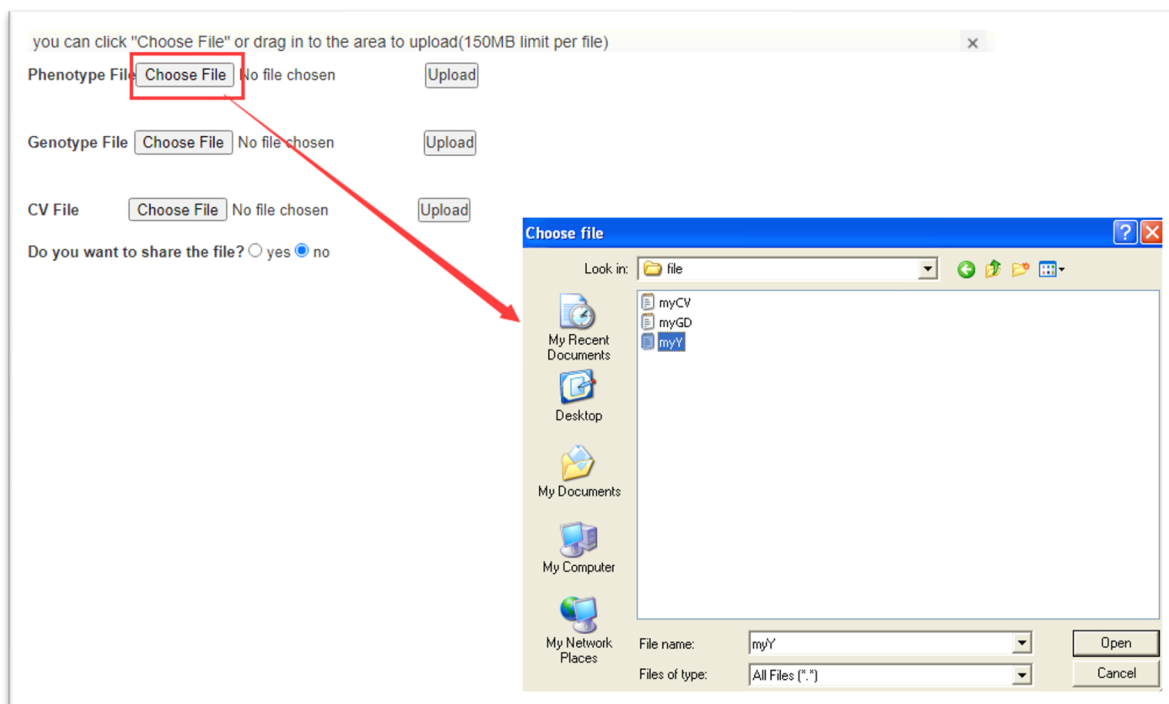 you can click "Choose File" or drag in to the area to upload(150MB limit per file) ×
Phenotype File Choose File No file chosen Upload
Genotype File Choose File No file chosen Upload
CV File Choose File No file chosen Upload
Do you want to share the file? yes no
Choose file
Look in: file
myCV
myGD
myY
My Recent
Documents
Desktop
My Documents
My Computer
My Network
Places
File name: myY Open
Files of type: All Files (*.*) Cancel